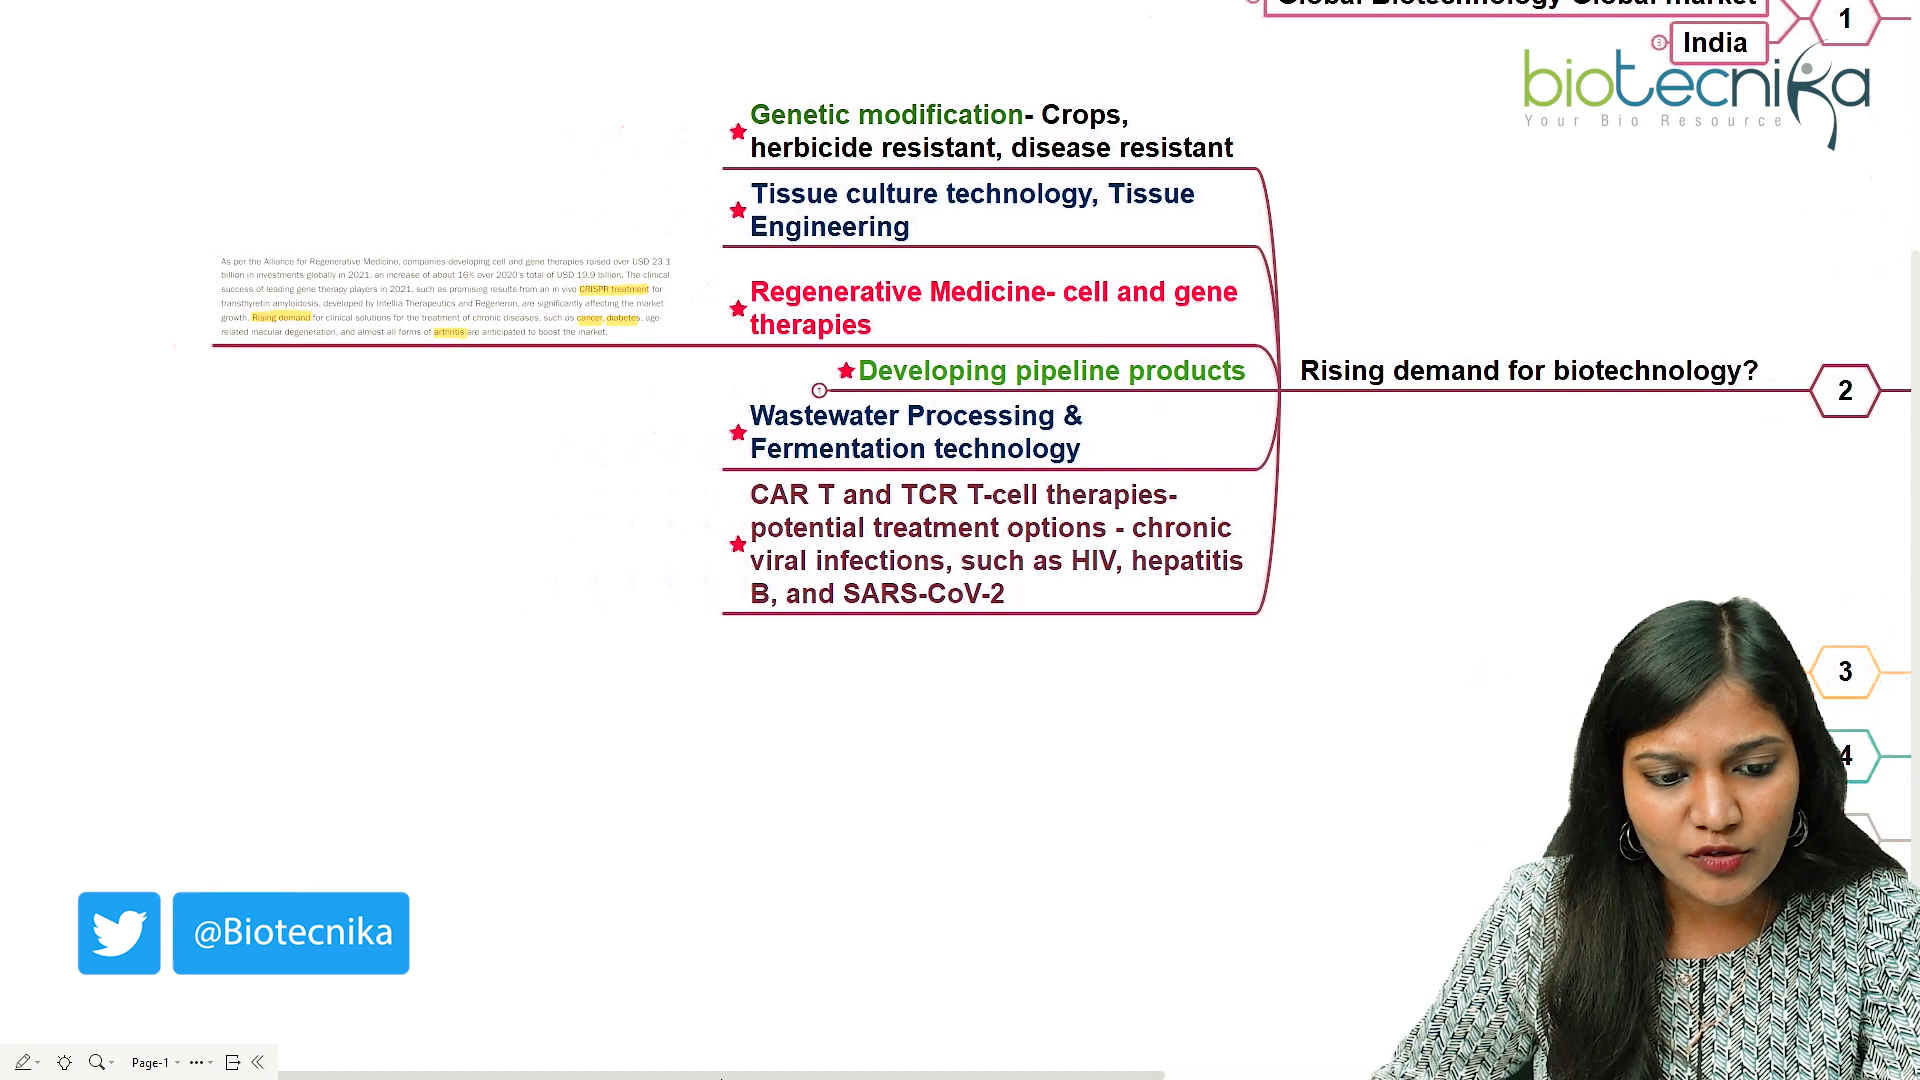 Global Biotechnology Global market
1
India
3
biotecnika
Your Bio Resource
Genetic modification- Crops,
herbicide resistant, disease resistant
Tissue culture technology, Tissue
Engineering
As per the Alliance for Regenerative Medicine, companies developing cell and gene therapies raised over USD 23.1
billion in investments globally in 2021, an increase of about 16% over 2020's total of USD 19.9 billion. The clinical
success of leading gene therapy players in 2021, such as promising results from an in vivo CRISPR treatment for
transthyretin amyloidosis, developed by Intellia Therapeutics and Regeneron, are significantly affecting the market
growth. Rising demand for clinical solutions for the treatment of chronic diseases, such as cancer, diabetes, age-
related macular degeneration, and almost all forms of arthritis are anticipated to boost the market.
Regenerative Medicine- cell and gene
therapies
Developing pipeline products
1
Rising demand for biotechnology?
2
Wastewater Processing &
Fermentation technology
CAR T and TCR T-cell therapies-
potential treatment options - chronic
viral infections, such as HIV, hepatitis
B, and SARS-CoV-2
3
4
@Biotecnika
Page-1